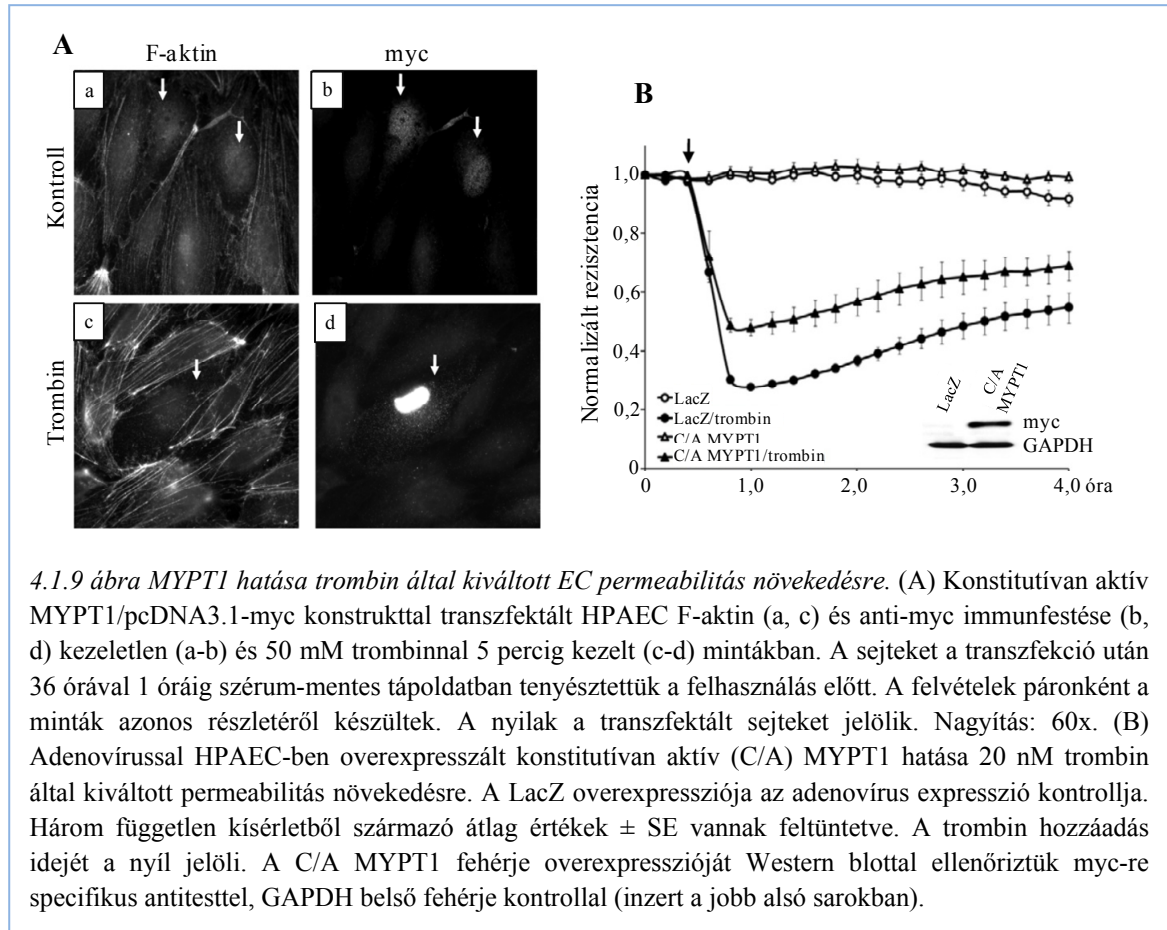 A
F-aktin
myc
a
b
Kontroll
c
d
Trombin
B
Normalizált rezisztencia
1,0
0,8
0,6
0,4
0,2
0
LacZ
LacZ/trombin
C/A MYPT1
C/A MYPT1/trombin
LacZ
C/A
MYPT1
myc
GAPDH
0
1,0
2,0
3,0
4,0 óra
4.1.9 ábra MYPT1 hatása trombin által kiváltott EC permeabilitás növekedésre. (A) Konstitutívan aktív
MYPT1/pcDNA3.1-myc konstrukttal transzfektált HPAEC F-aktin (a, c) és anti-myc immunfestése (b,
d) kezeletlen (a-b) és 50 mM trombinnal 5 percig kezelt (c-d) mintákban. A sejteket a transzfekció után
36 órával 1 óráig szérum-mentes tápoldatban tenyésztettük a felhasználás előtt. A felvételek páronként a
minták azonos részletéről készültek. A nyilak a transzfektált sejteket jelölik. Nagyítás: 60x. (B)
Adenovírussal HPAEC-ben overexpresszált konstitutívan aktív (C/A) MYPT1 hatása 20 nM trombin
által kiváltott permeabilitás növekedésre. A LacZ overexpressziója az adenovírus expresszió kontrollja.
Három független kísérletből származó átlag értékek ± SE vannak feltüntetve. A trombin hozzáadás
idejét a nyíl jelöli. A C/A MYPT1 fehérje overexpresszióját Western blottal ellenőriztük myc-re
specifikus antitesttel, GAPDH belső fehérje kontrollal (inzert a jobb alsó sarokban).